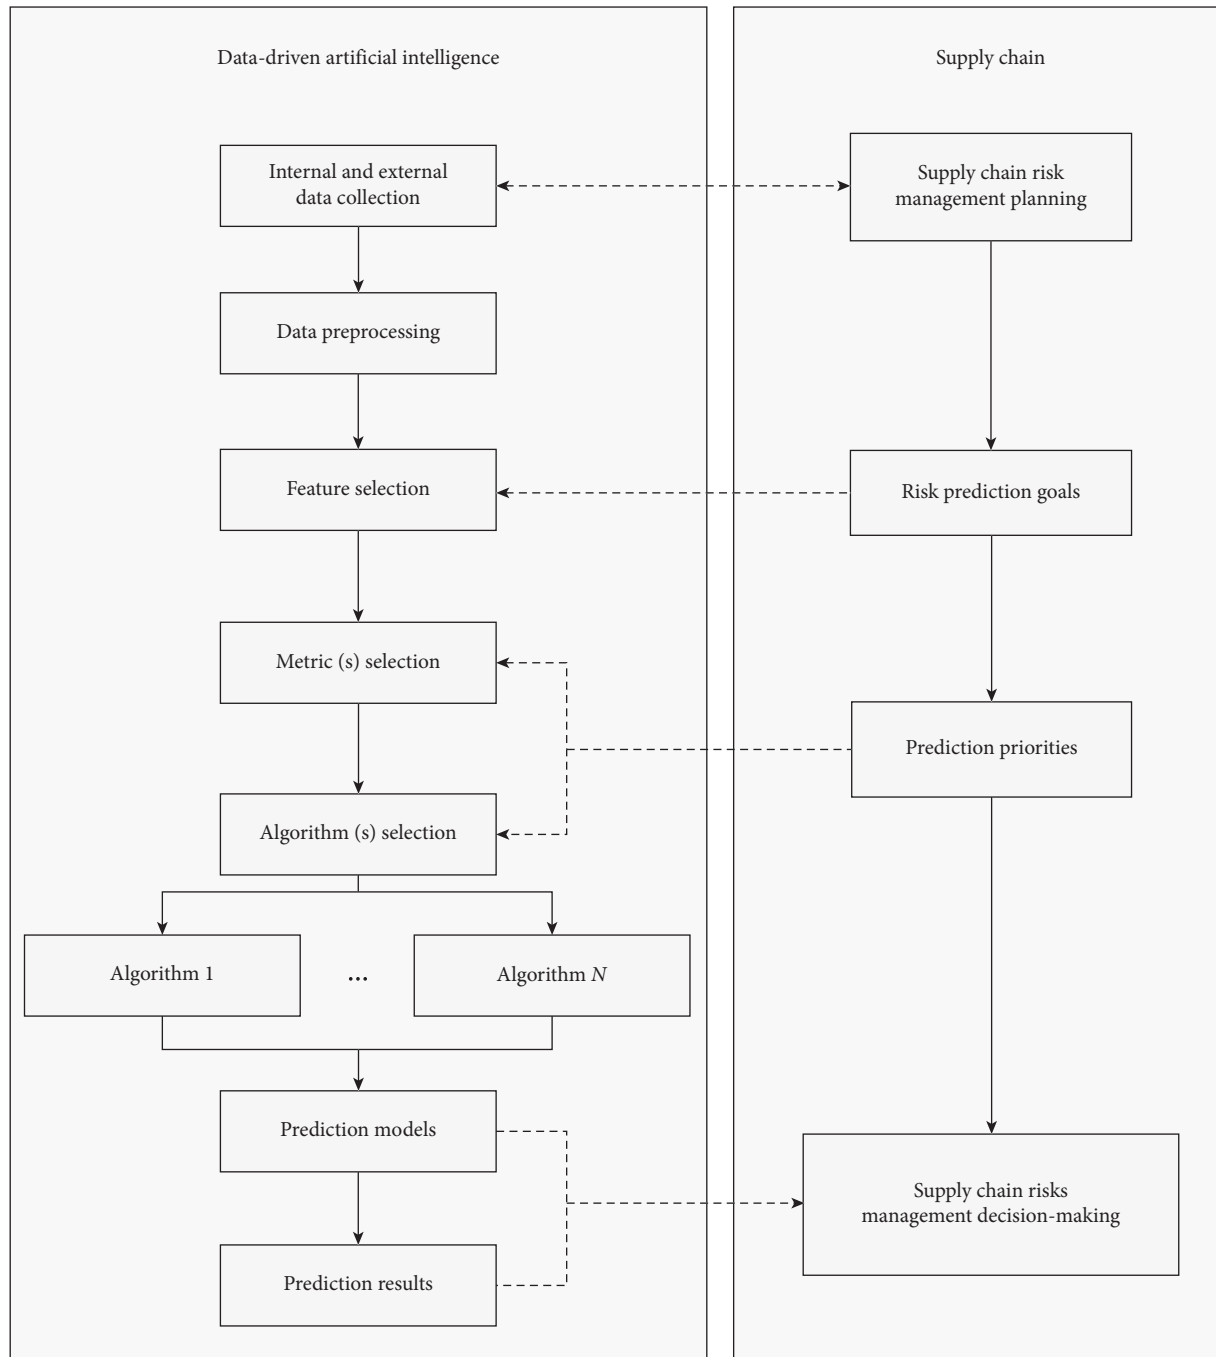 Data-driven artificial intelligence
Internal and external
data collection
Data preprocessing
Feature selection
Metric (s) selection
Algorithm (s) selection
Algorithm 1
...
Algorithm N
Prediction models
Prediction results
Supply chain
Supply chain risk
management planning
Risk prediction goals
Prediction priorities
Supply chain risks
management decision-making